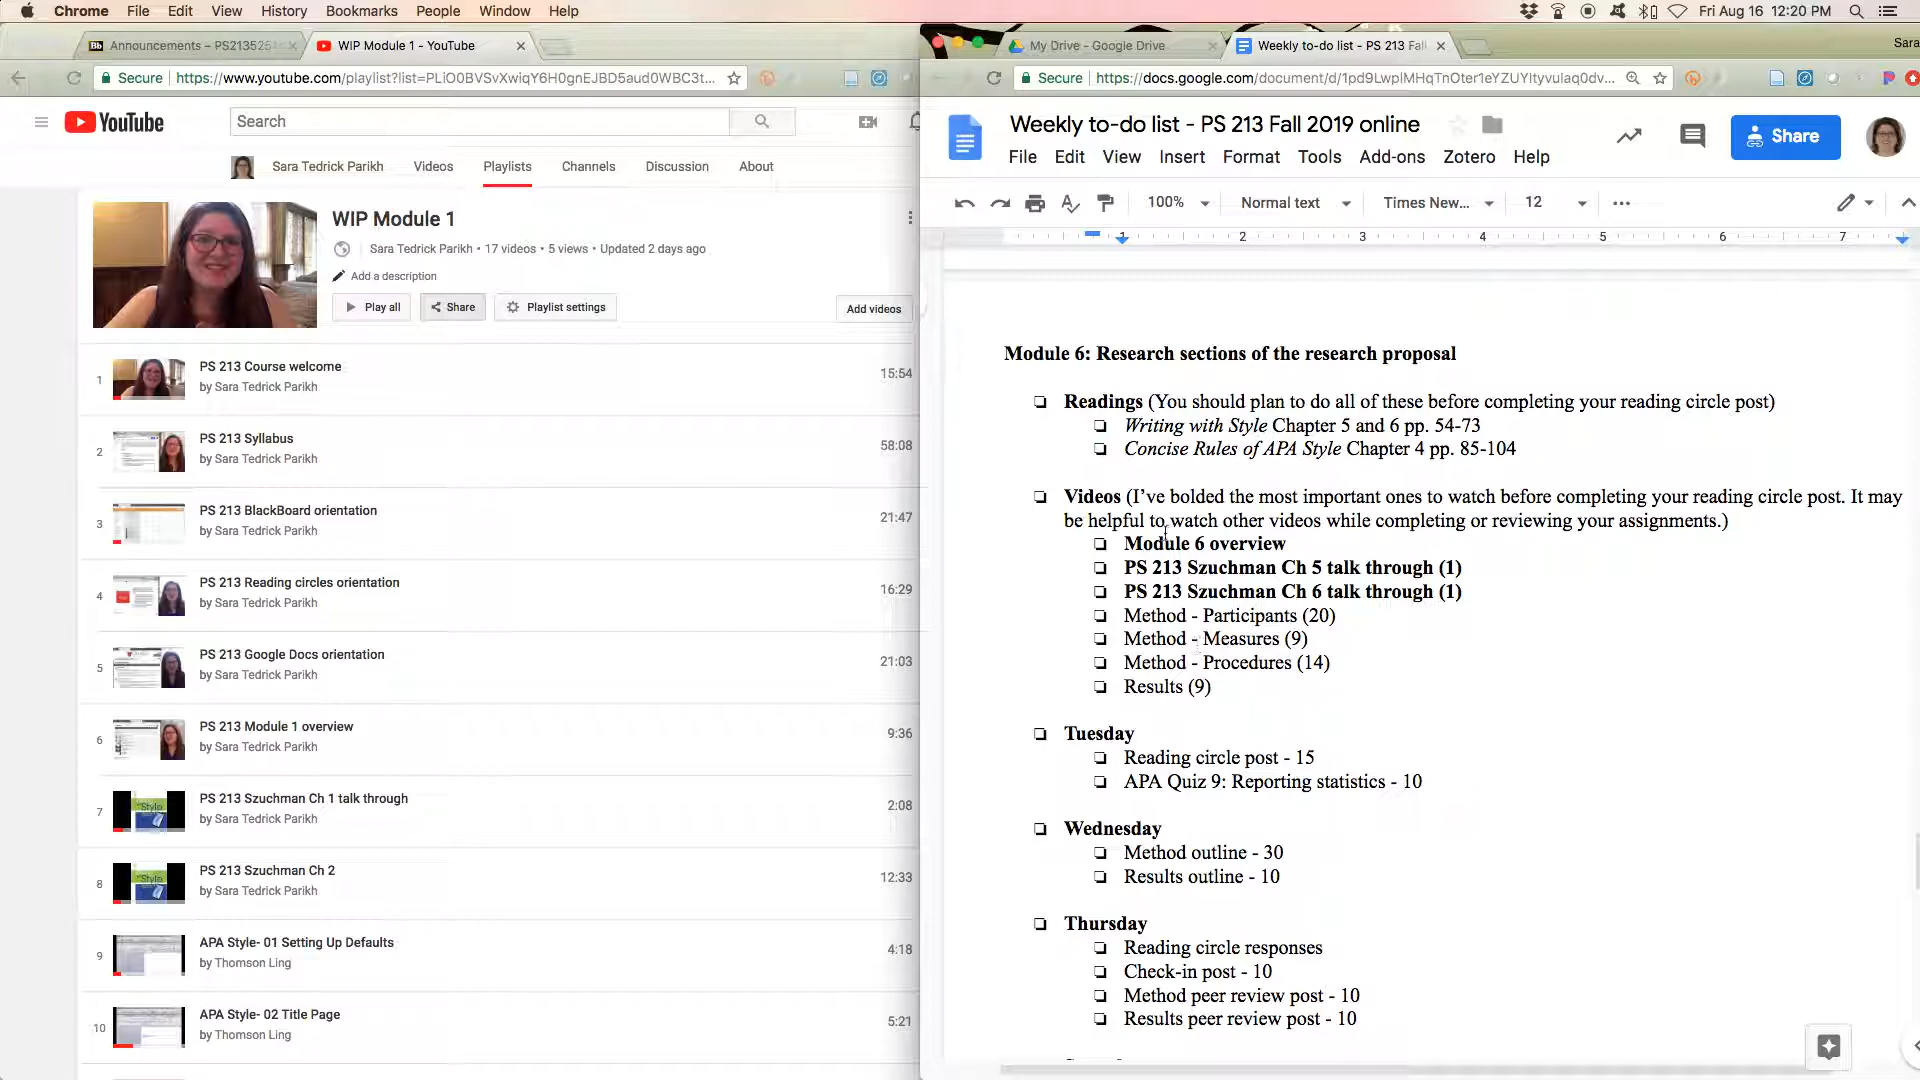 Chrome File Edit View History Bookmarks People Window Help
Fri Aug 16 12:20 PM
Announcements – PS21352
WIP Module 1 - YouTube
Secure https://www.youtube.com/playlist?list=PLiO0BVSvXwiqY6H0gnEJBD5aud0WBC3t...
YouTube
Search
Sara Tedrick Parikh Videos Playlists Channels Discussion About
WIP Module 1
Sara Tedrick Parikh • 17 videos • 5 views • Updated 2 days ago
Add a description
Play all Share Playlist settings Add videos
1 PS 213 Course welcome 15:54
by Sara Tedrick Parikh
2 PS 213 Syllabus 58:08
by Sara Tedrick Parikh
3 PS 213 BlackBoard orientation 21:47
by Sara Tedrick Parikh
4 PS 213 Reading circles orientation 16:29
by Sara Tedrick Parikh
5 PS 213 Google Docs orientation 21:03
by Sara Tedrick Parikh
6 PS 213 Module 1 overview 9:36
by Sara Tedrick Parikh
7 PS 213 Szuchman Ch 1 talk through 2:08
by Sara Tedrick Parikh
8 PS 213 Szuchman Ch 2 12:33
by Sara Tedrick Parikh
9 APA Style- 01 Setting Up Defaults 4:18
by Thomson Ling
10 APA Style- 02 Title Page 5:21
by Thomson Ling
My Drive - Google Drive
Weekly to-do list - PS 213 Fal
Sara
Secure
Weekly to-do list - PS 213 Fall 2019 online
Share
File Edit View Insert Format Tools Add-ons Zotero Help
100% Normal text Times New... 12
1 2 3 4 5 6 7
Module 6: Research sections of the research proposal
Readings (You should plan to do all of these before completing your reading circle post)
Writing with Style Chapter 5 and 6 pp. 54-73
Concise Rules of APA Style Chapter 4 pp. 85-104
Videos (I've bolded the most important ones to watch before completing your reading circle post. It may
be helpful to watch other videos while completing or reviewing your assignments.)
Module 6 overview
PS 213 Szuchman Ch 5 talk through (1)
PS 213 Szuchman Ch 6 talk through (1)
Method - Participants (20)
Method - Measures (9)
Method - Procedures (14)
Results (9)
Tuesday
Reading circle post - 15
APA Quiz 9: Reporting statistics - 10
Wednesday
Method outline - 30
Results outline - 10
Thursday
Reading circle responses
Check-in post - 10
Method peer review post - 10
Results peer review post - 10